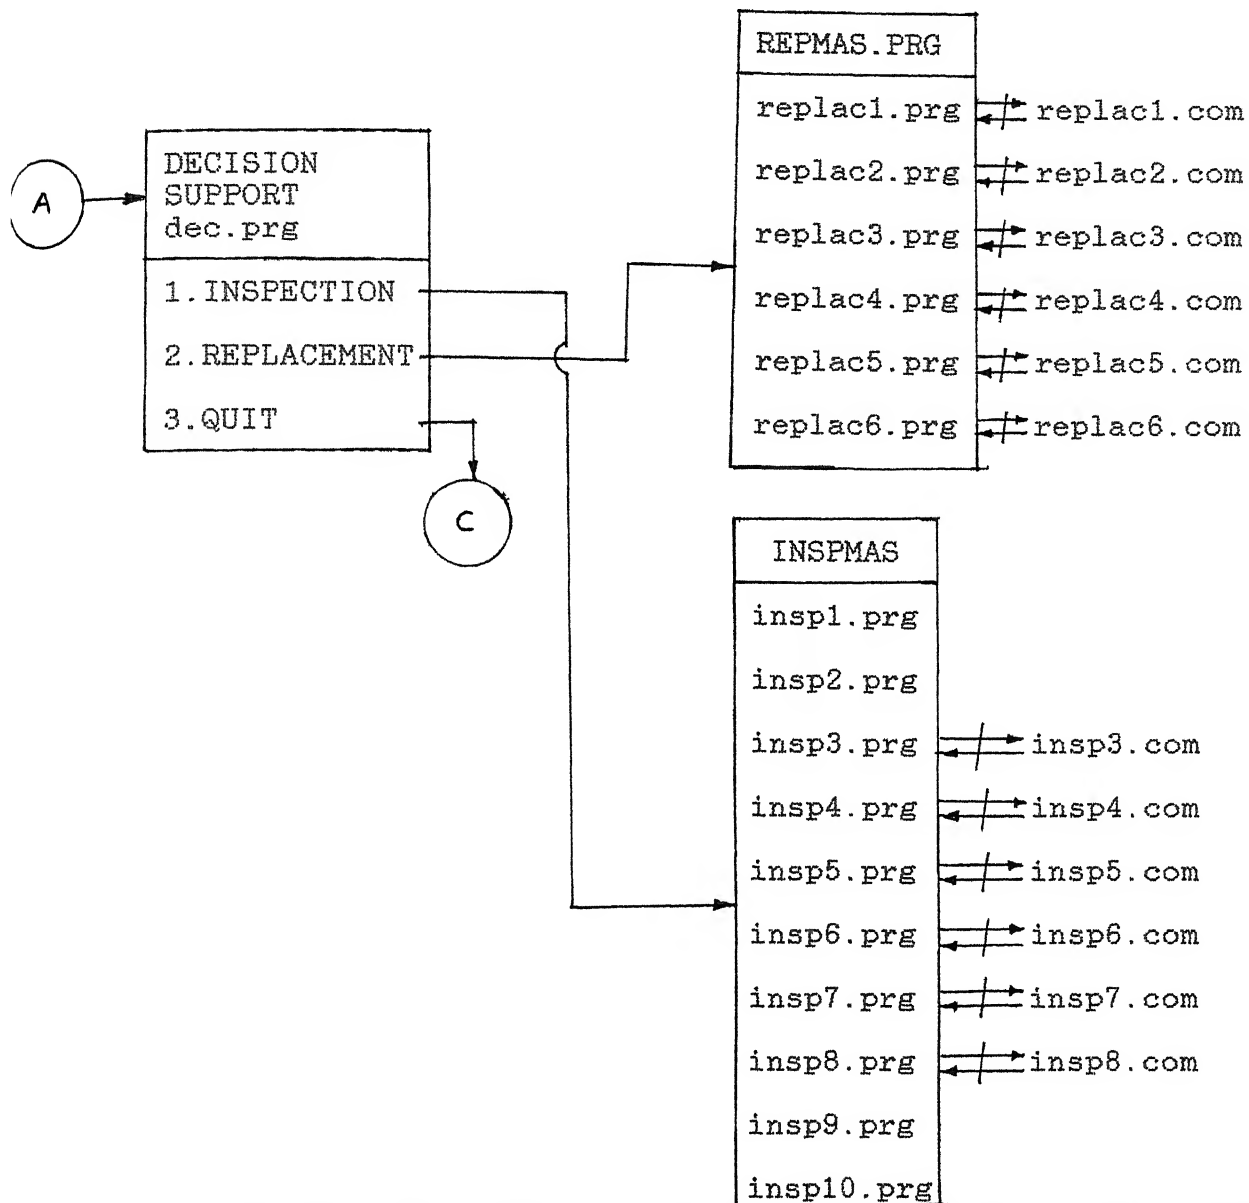 A
DECISION
SUPPORT
dec.prg
1.INSPECTION
2.REPLACEMENT
3.QUIT
C
REPMAS.PRG
replac1.prg replac1.com
replac2.prg replac2.com
replac3.prg replac3.com
replac4.prg replac4.com
replac5.prg replac5.com
replac6.prg replac6.com
INSPMAS
insp1.prg
insp2.prg
insp3.prg insp3.com
insp4.prg insp4.com
insp5.prg insp5.com
insp6.prg insp6.com
insp7.prg insp7.com
insp8.prg insp8.com
insp9.prg
insp10.prg